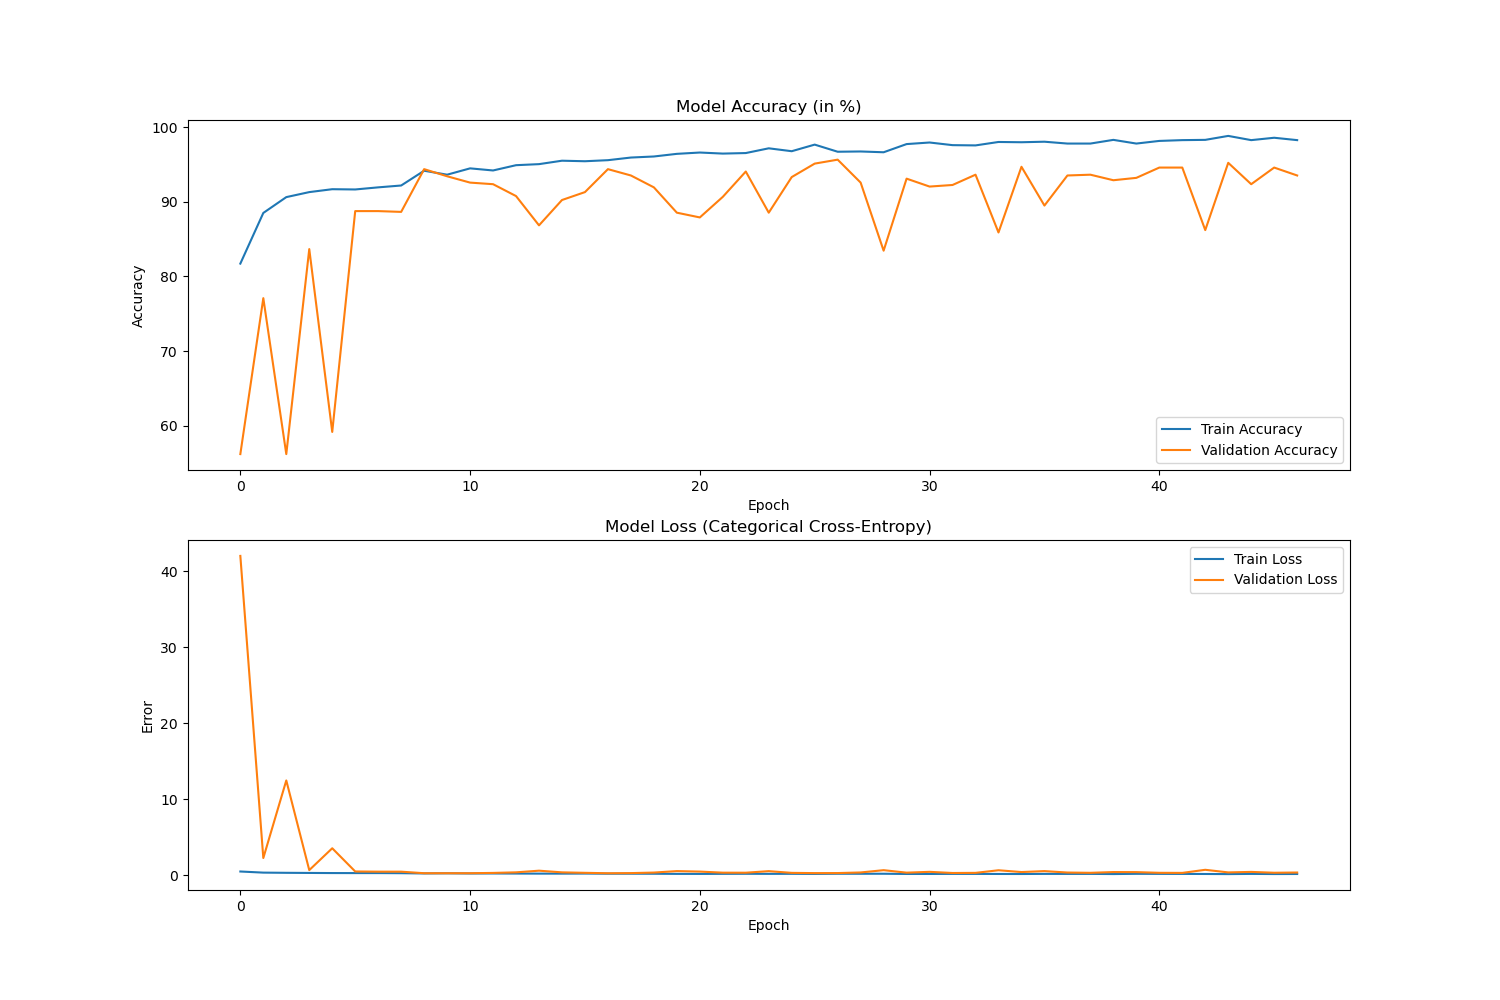 Model Accuracy (in %)
100
90
80
70
60
Accuracy
Train Accuracy
Validation Accuracy
0 10 20 30 40
Epoch
Model Loss (Categorical Cross-Entropy)
Train Loss
Validation Loss
40
30
20
10
0
Error
0 10 20 30 40
Epoch